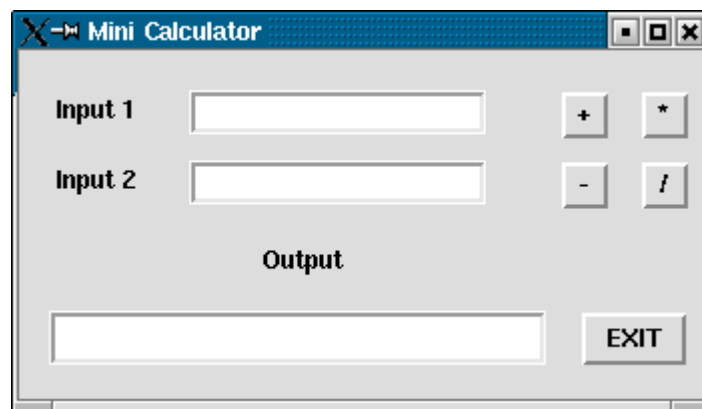 Mini Calculator
Input 1 + *
Input 2 - /
Output
EXIT